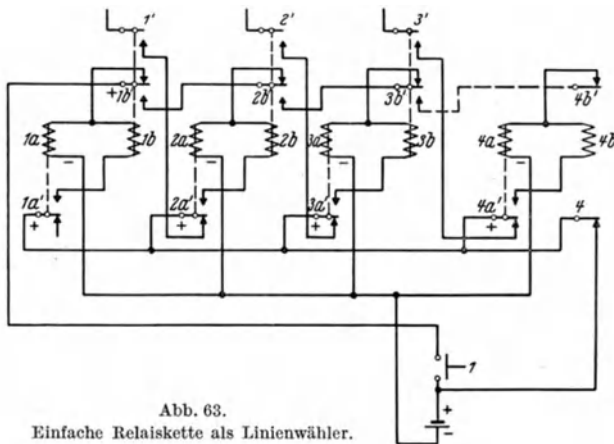 1' 2' 3'
+1b' 2b' 3b' 4b'
1a 1b 2a 2b 3a 3b 4a 4b
− − − −
1a' 2a' 3a' 4a' 4
+ + + +
1
+
−
Abb. 63.
Einfache Relaiskette als Linienwähler.